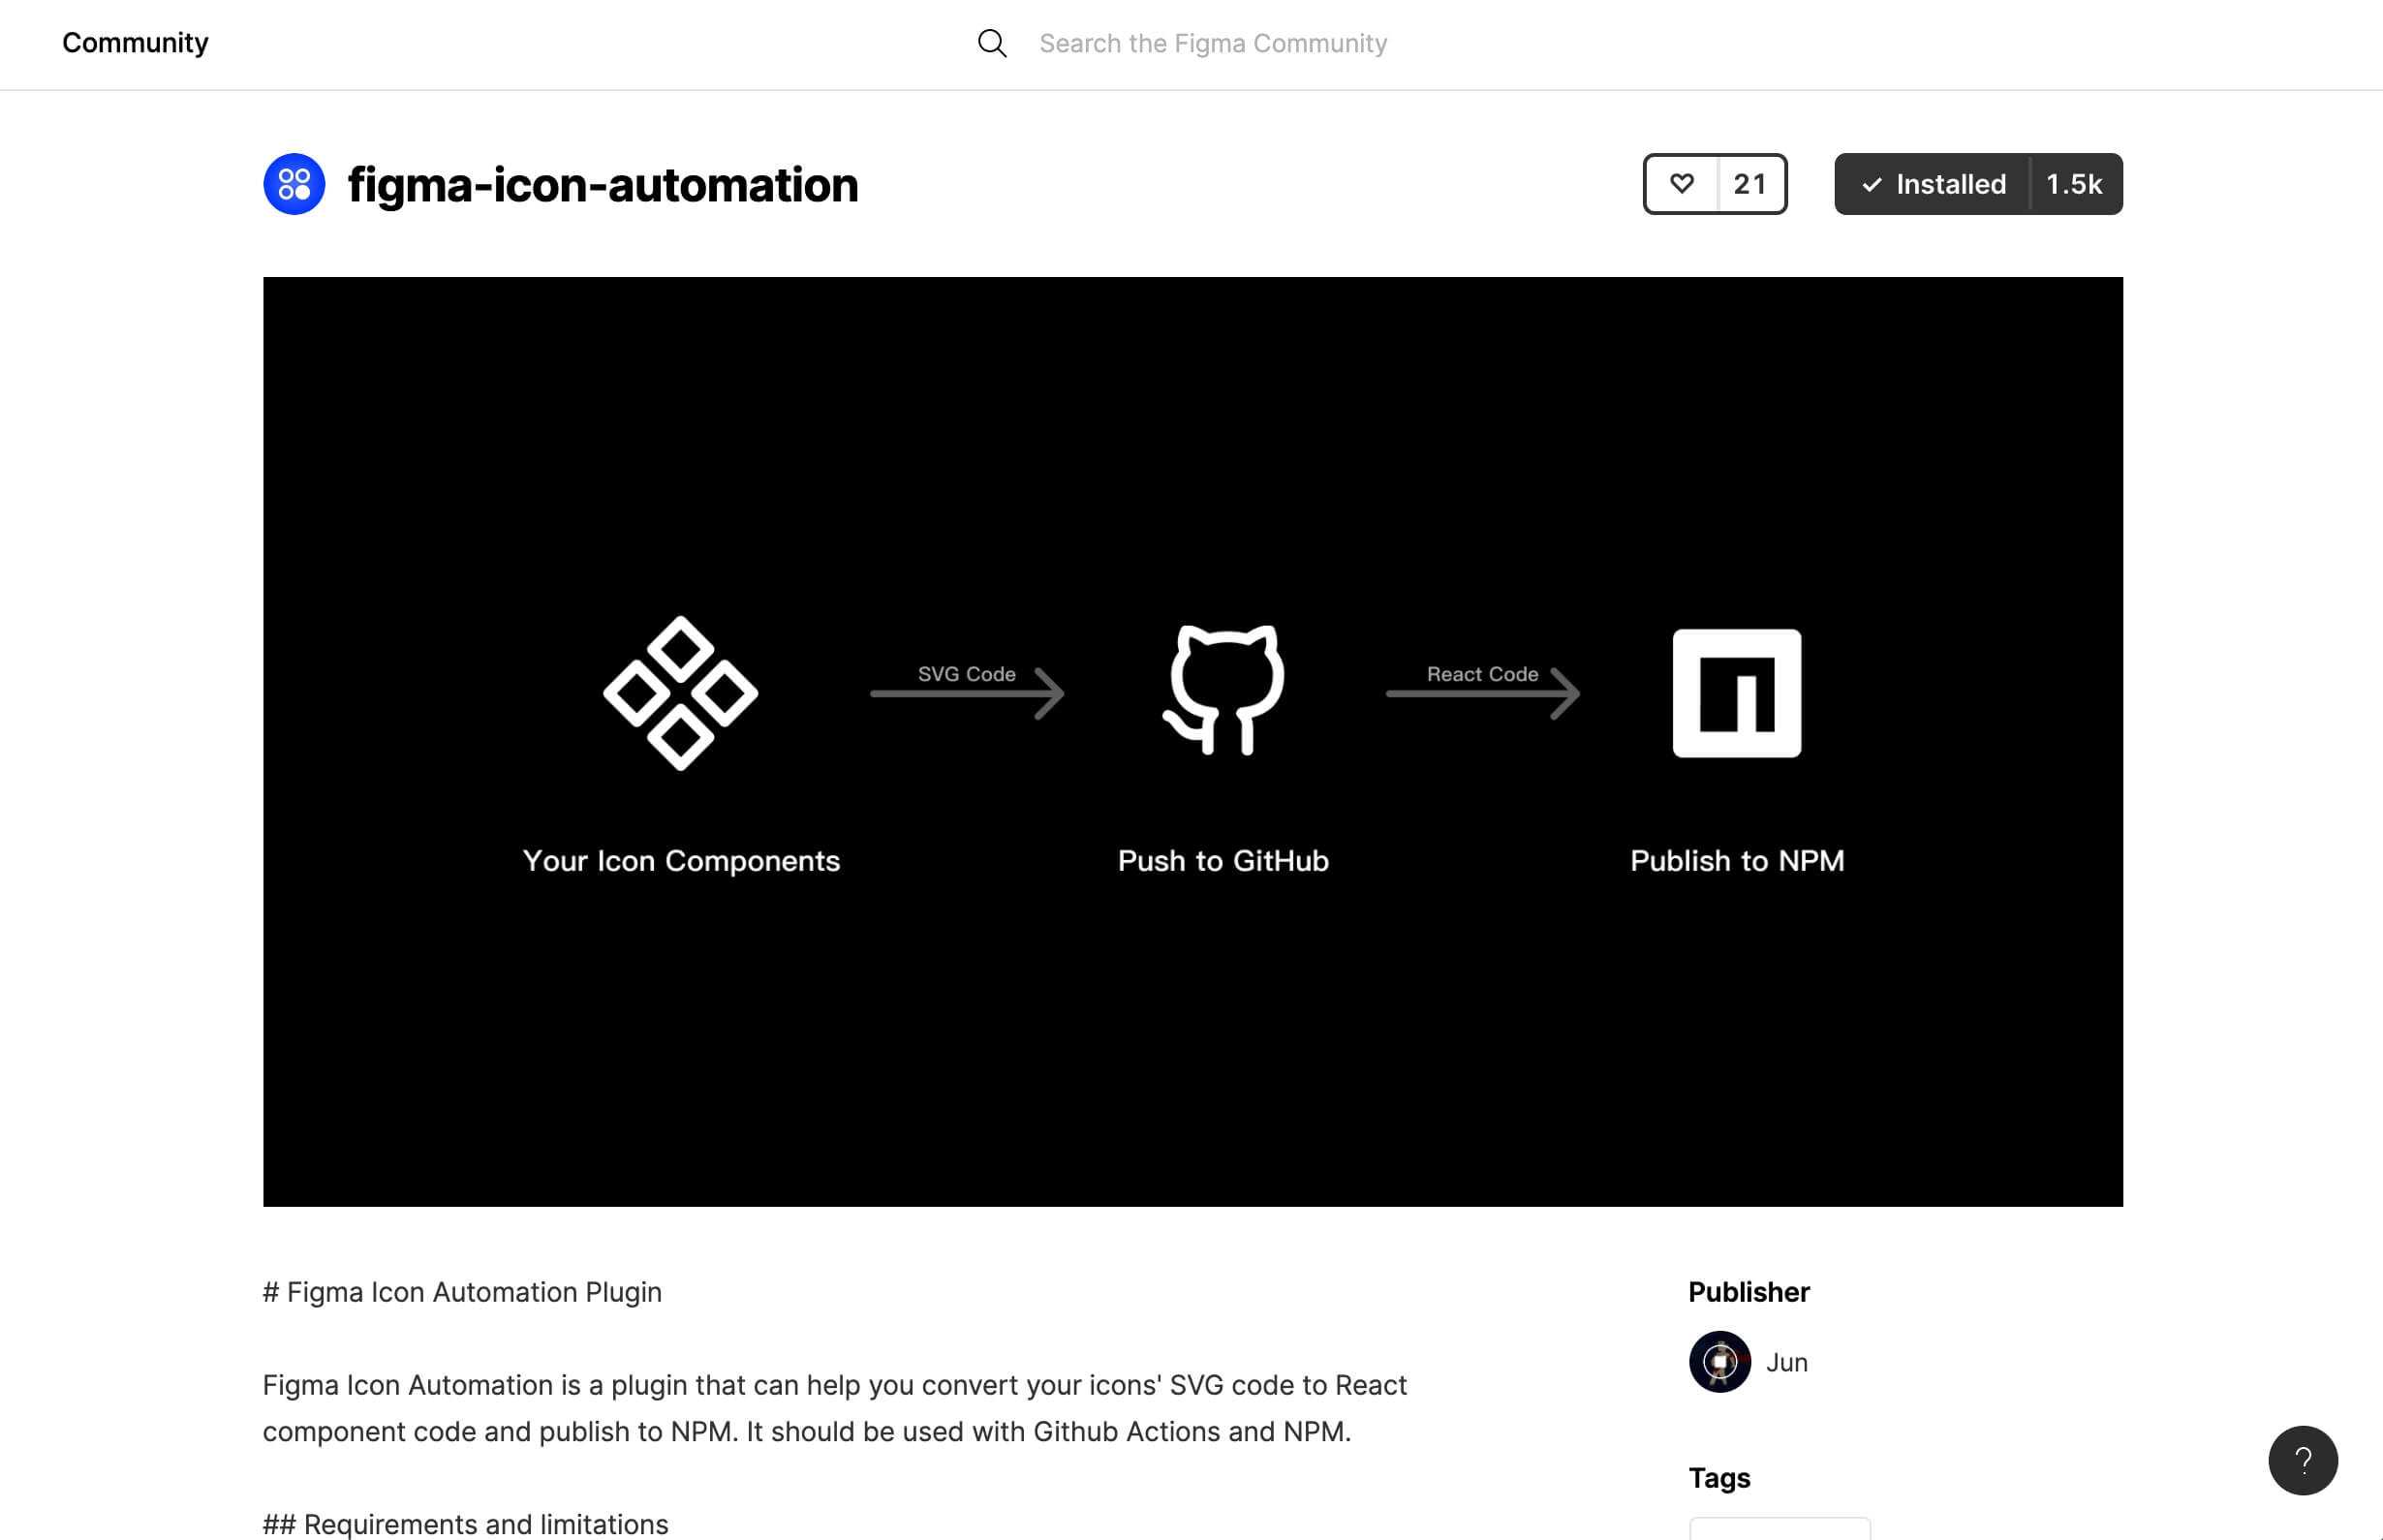 Community
Search the Figma Community
figma-icon-automation
21
Installed
1.5k
SVG Code
React Code
Your Icon Components
Push to GitHub
Publish to NPM
# Figma Icon Automation Plugin
Figma Icon Automation is a plugin that can help you convert your icons' SVG code to React
component code and publish to NPM. It should be used with Github Actions and NPM.
## Requirements and limitations
Publisher
Jun
Tags
?